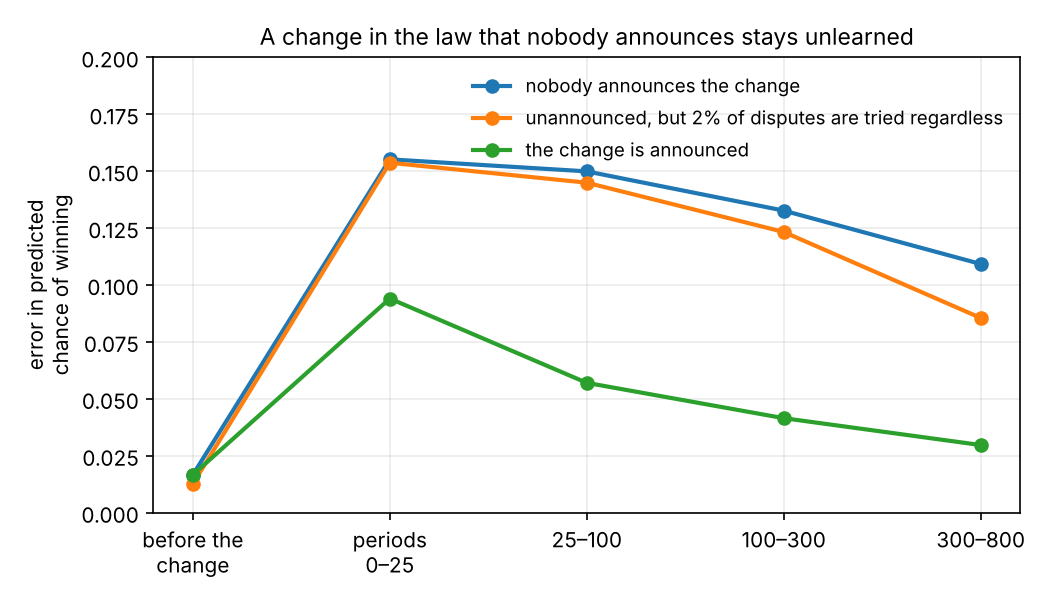 A change in the law that nobody announces stays unlearned
nobody announces the change
unannounced, but 2% of disputes are tried regardless
the change is announced
error in predicted
chance of winning
0.200
0.175
0.150
0.125
0.100
0.075
0.050
0.025
0.000
before the
change
periods
0–25
25–100
100–300
300–800